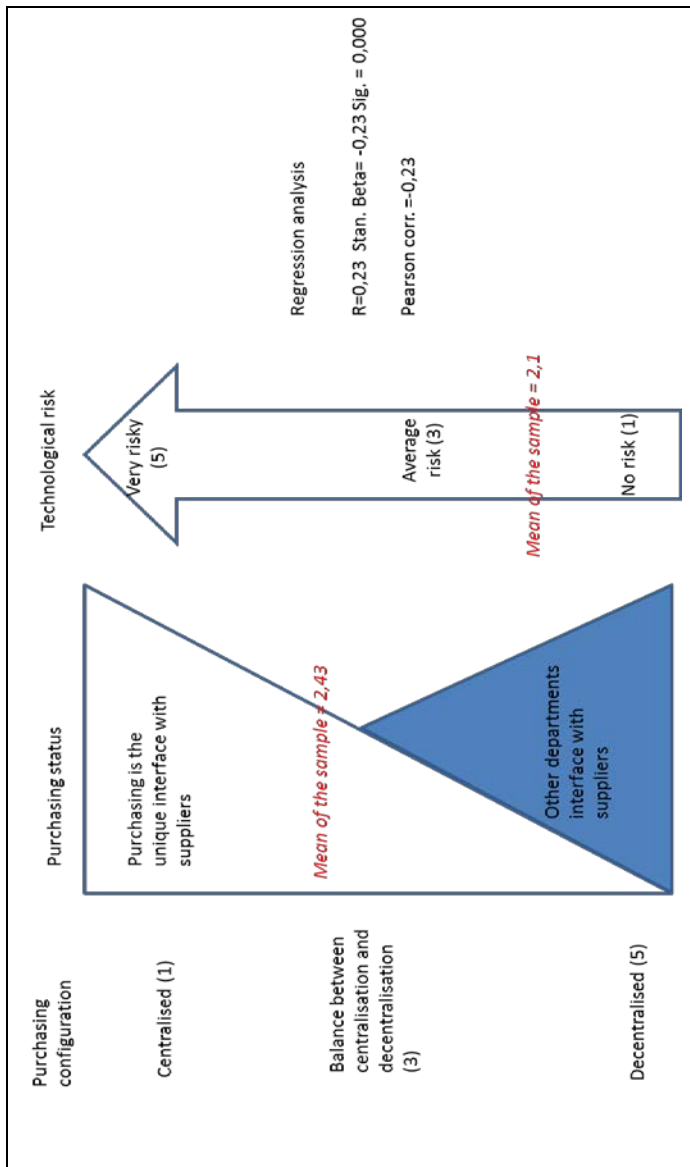 Purchasing
configuration
Centralised (1)
Balance between
centralisation and
decentralisation
(3)
Decentralised (5)
Purchasing status
Purchasing is the
unique interface with
suppliers
Mean of the sample = 2,43
Other departments
interface with
suppliers
Technological risk
Very risky
(5)
Average
risk (3)
Mean of the sample = 2,1
No risk (1)
Regression analysis
R=0,23 Stan. Beta= -0,23 Sig. = 0,000
Pearson corr. =-0,23